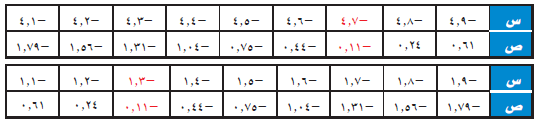 س −٤,٩ −٤,٨ −٤,٧ −٤,٦ −٤,٥ −٤,٤ −٤,٣ −٤,٢ −٤,١
ص ٠,٦١ ٠,٢٤ −٠,١١ −٠,٤٤ −٠,٧٥ −١,٠٤ −١,٣١ −١,٥٦ −١,٧٩
س −١,٩ −١,٨ −١,٧ −١,٦ −١,٥ −١,٤ −١,٣ −١,٢ −١,١
ص −١,٧٩ −١,٥٦ −١,٣١ −١,٠٤ −٠,٧٥ −٠,٤٤ −٠,١١ ٠,٢٤ ٠,٦١